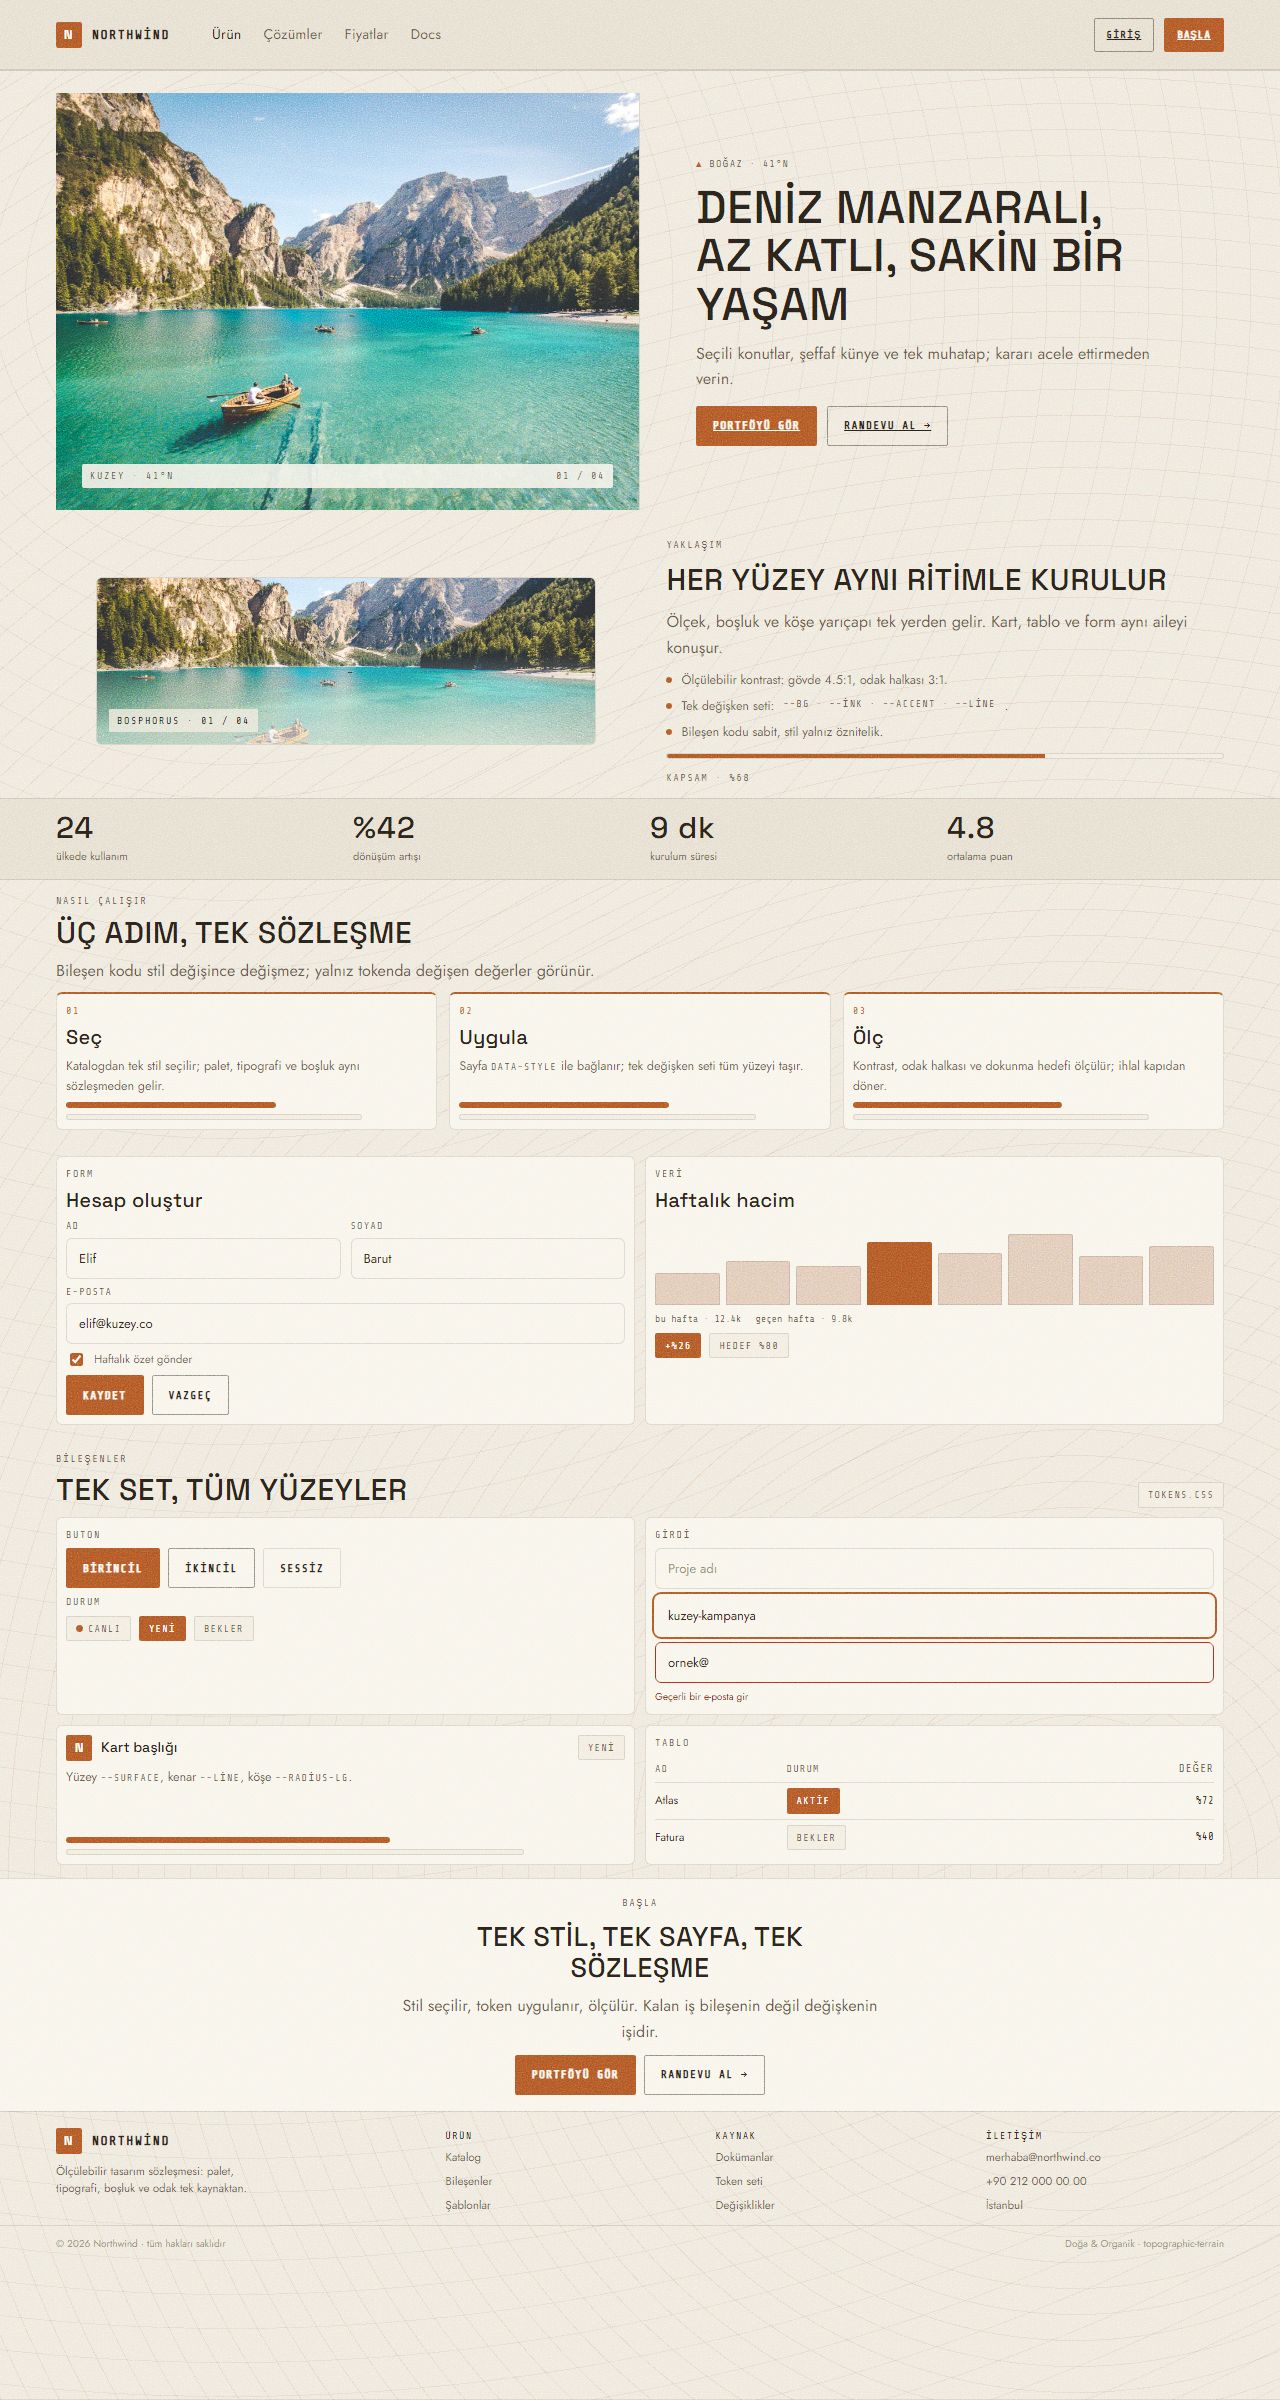 N NORTHWİND Ürün Çözümler Fiyatlar Docs GİRİŞ BAŞLA
▲ BOĞAZ · 41°N
DENİZ MANZARALI,
AZ KATLI, SAKİN BİR
YAŞAM
Seçili konutlar, şeffaf künye ve tek muhatap; kararı acele ettirmeden
verin.
PORTFÖYÜ GÖR RANDEVU AL →
KUZEY · 41°N 01 / 04
YAKLAŞIM
HER YÜZEY AYNI RİTİMLE KURULUR
Ölçek, boşluk ve köşe yarıçapı tek yerden gelir. Kart, tablo ve form aynı aileyi
konuşur.
Ölçülebilir kontrast: gövde 4.5:1, odak halkası 3:1.
Tek değişken seti: --BG · --İNK · --ACCENT · --LİNE .
Bileşen kodu sabit, stil yalnız öznitelik.
KAPSAM · %68
BOSPHORUS · 01 / 04
24 %42 9 dk 4.8
ülkede kullanım dönüşüm artışı kurulum süresi ortalama puan
NASIL ÇALIŞIR
ÜÇ ADIM, TEK SÖZLEŞME
Bileşen kodu stil değişince değişmez; yalnız tokenda değişen değerler görünür.
01
Seç
Katalogdan tek stil seçilir; palet, tipografi ve boşluk aynı
sözleşmeden gelir.
02
Uygula
Sayfa DATA-STYLE ile bağlanır; tek değişken seti tüm yüzeyi taşır.
03
Ölç
Kontrast, odak halkası ve dokunma hedefi ölçülür; ihlal kapıdan
döner.
FORM
Hesap oluştur
AD SOYAD
Elif Barut
E-POSTA
elif@kuzey.co
Haftalık özet gönder
KAYDET VAZGEÇ
VERİ
Haftalık hacim
bu hafta · 12.4k geçen hafta · 9.8k
+%26 HEDEF %80
BİLEŞENLER
TEK SET, TÜM YÜZEYLER
TOKENS.CSS
BUTON
BİRİNCİL İKİNCİL SESSİZ
DURUM
CANLI YENİ BEKLER
GİRDİ
Proje adı
kuzey-kampanya
ornek@
Geçerli bir e-posta gir
N Kart başlığı YENİ
Yüzey --SURFACE, kenar --LİNE, köşe --RADİUS-LG.
TABLO
AD DURUM DEĞER
Atlas AKTİF %72
Fatura BEKLER %40
BAŞLA
TEK STİL, TEK SAYFA, TEK
SÖZLEŞME
Stil seçilir, token uygulanır, ölçülür. Kalan iş bileşenin değil değişkenin
işidir.
PORTFÖYÜ GÖR RANDEVU AL →
N NORTHWİND
Ölçülebilir tasarım sözleşmesi: palet,
tipografi, boşluk ve odak tek kaynaktan.
ÜRÜN
Katalog
Bileşenler
Şablonlar
KAYNAK
Dokümanlar
Token seti
Değişiklikler
İLETİŞİM
merhaba@northwind.co
+90 212 000 00 00
İstanbul
© 2026 Northwind · tüm hakları saklıdır Doğa & Organik · topographic-terrain